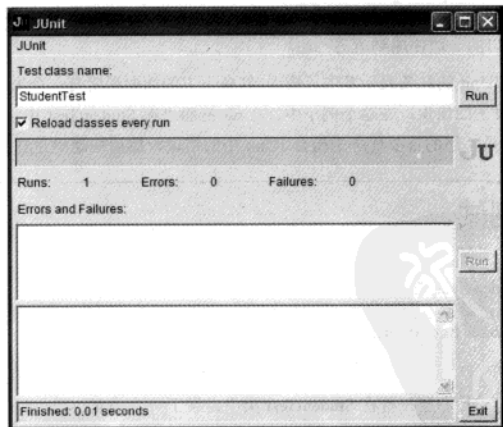 JUnit
JUnit
Test class name:
StudentTest
Run
Reload classes every run
JU
Runs: 1 Errors: 0 Failures: 0
Errors and Failures:
Run
Finished: 0.01 seconds
Exit